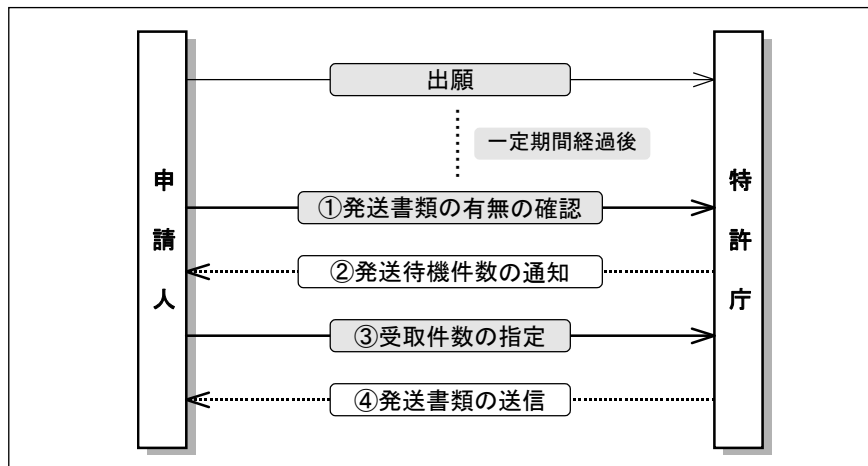 出願
一定期間経過後
申請人
特許庁
①発送書類の有無の確認
②発送待機件数の通知
③受取件数の指定
④発送書類の送信